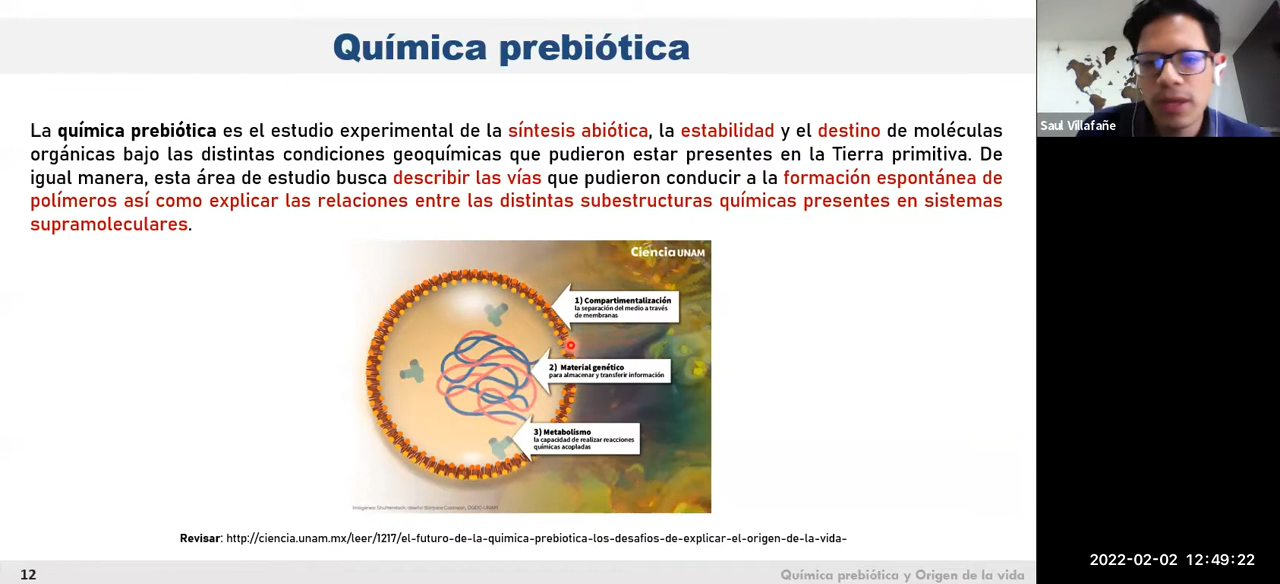 Química prebiótica
La química prebiótica es el estudio experimental de la síntesis abiótica, la estabilidad y el destino de moléculas
orgánicas bajo las distintas condiciones geoquímicas que pudieron estar presentes en la Tierra primitiva. De
igual manera, esta área de estudio busca describir las vías que pudieron conducir a la formación espontánea de
polímeros así como explicar las relaciones entre las distintas subestructuras químicas presentes en sistemas
supramoleculares.
Ciencia UNAM
1) Compartimentalización
la separación del medio a través
de membranas
2) Material genético
para almacenar y transferir información
3) Metabolismo
la capacidad de realizar reacciones
químicas acopladas
Revisar: http://ciencia.unam.mx/leer/1217/el-futuro-de-la-quimica-prebiotica-los-desafios-de-explicar-el-origen-de-la-vida-
12
Química prebiótica y Origen de la vida
Saul Villafañe
2022-02-02 12:49:22